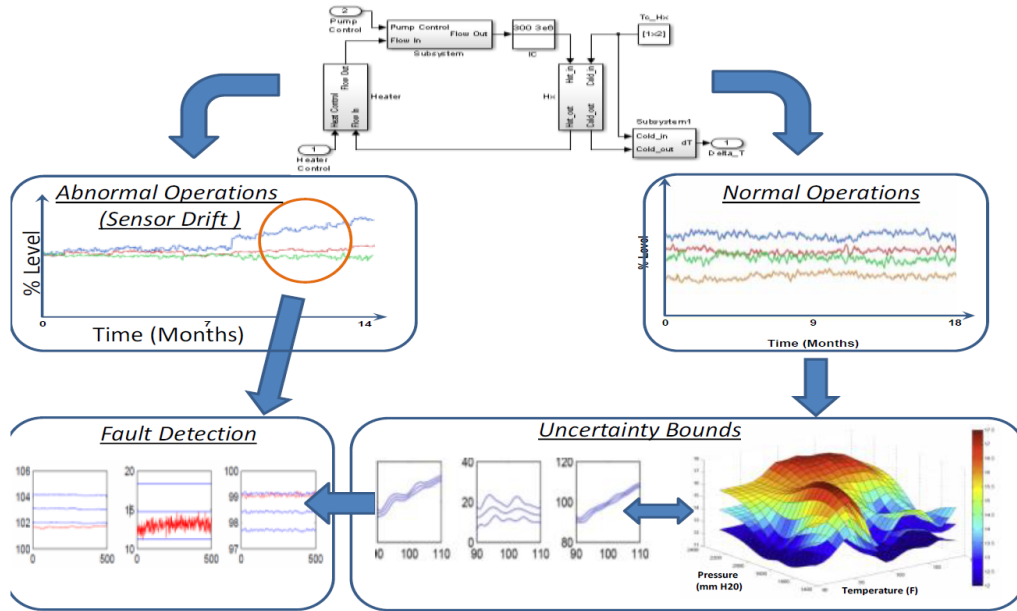 2
Pump
Control
Pump Control
Flow In
Flow Out
Subsystem
300 3e6
IC
Tc_Hx
[1x2]
Flow Out
Heat Control
Flow In
Heater
Hot_in
Cold_in
Hx
Hot_out
Cold_out
Subsystem1
Cold_in
Cold_out
dT
1
Delta_T
1
Heater
Control
Abnormal Operations
(Sensor Drift )
% Level
0
7
14
Time (Months)
Normal Operations
% Level
0
9
18
Time (Months)
Fault Detection
106
104
102
100
0
500
20
15
10
0
500
100
99
98
97
0
500
Uncertainty Bounds
90
100
110
40
20
0
90
100
110
120
100
80
90
100
110
Pressure
(mm H20)
Temperature (F)